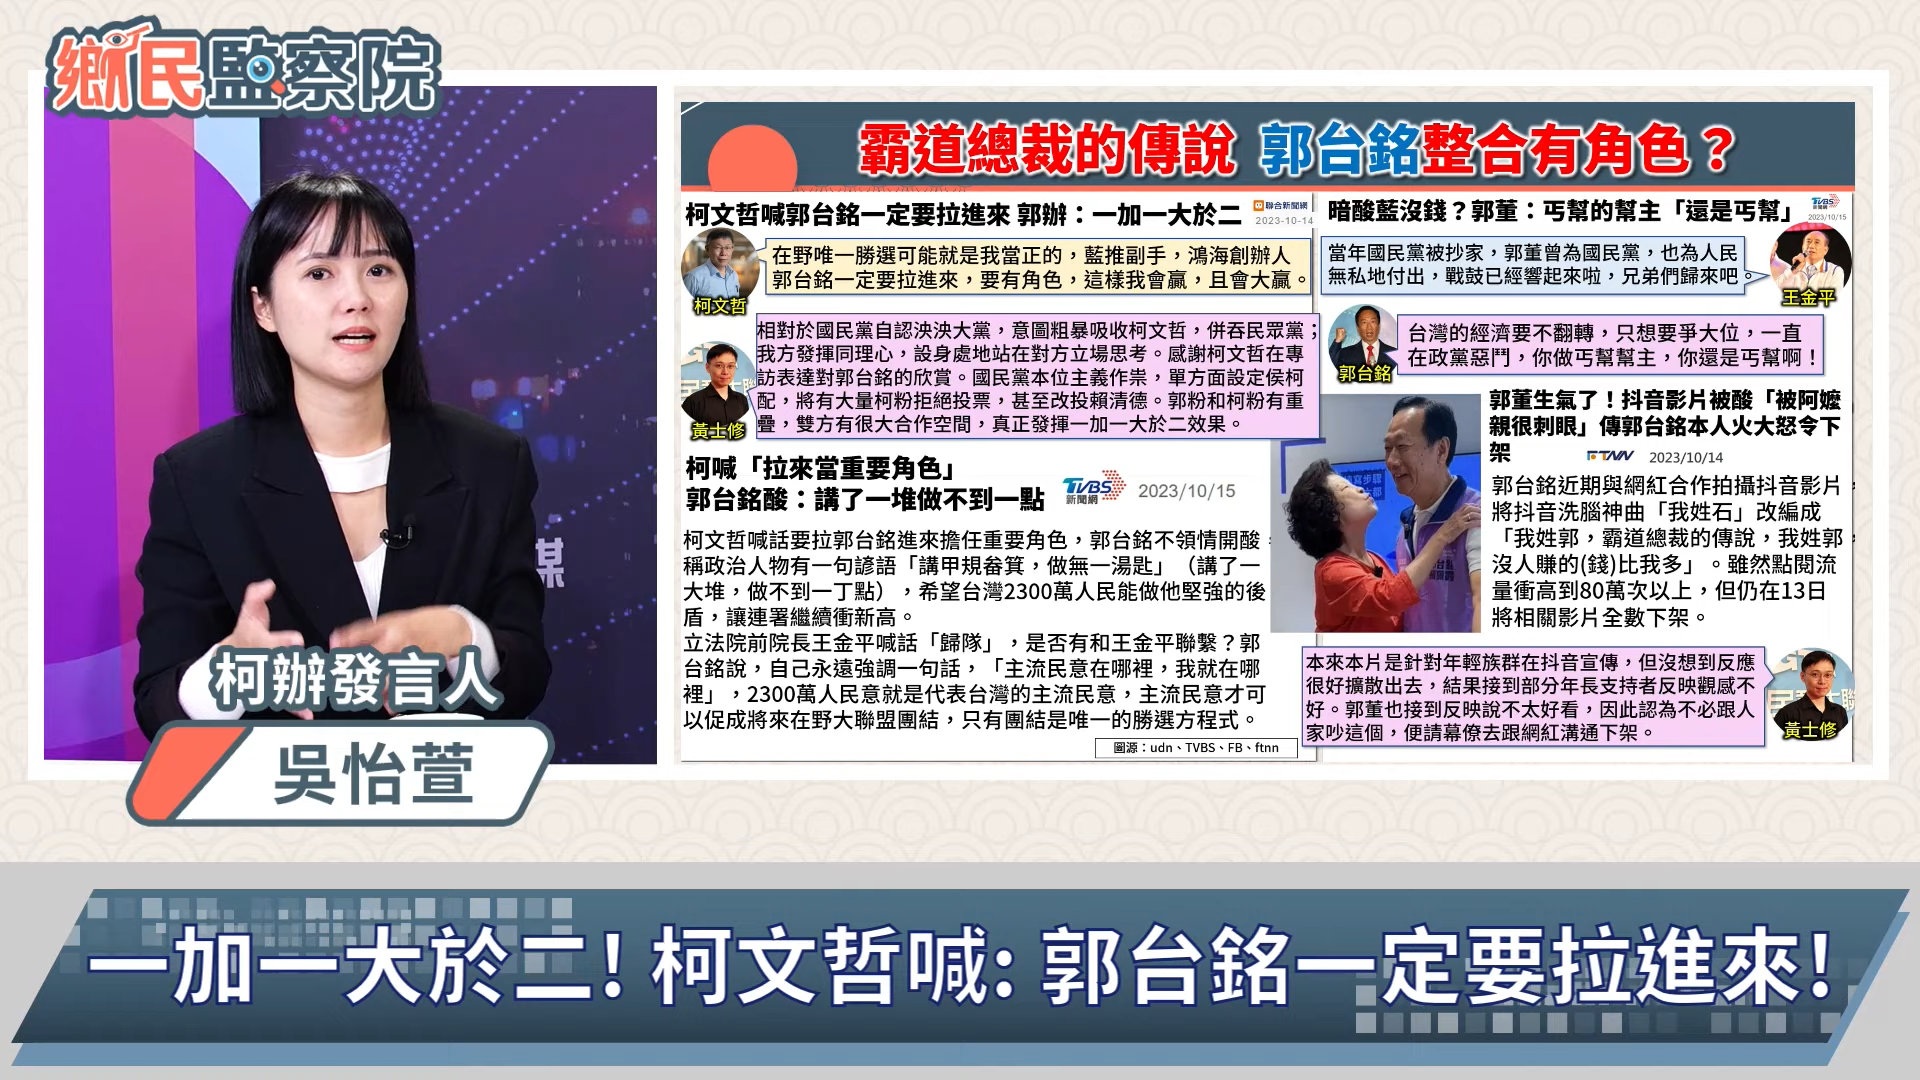 鄉民監察院
霸道總裁的傳說 郭台銘整合有角色？
柯文哲喊郭台銘一定要拉進來 郭辦：一加一大於二
聯合新聞網
2023-10-14
在野唯一勝選可能就是我當正的，藍推副手，鴻海創辦人
郭台銘一定要拉進來，要有角色，這樣我會贏，且會大贏。
柯文哲
相對於國民黨自認泱泱大黨，意圖粗暴吸收柯文哲，併吞民眾黨；
我方發揮同理心，設身處地站在對方立場思考。感謝柯文哲在專
訪表達對郭台銘的欣賞。國民黨本位主義作祟，單方面設定侯柯
配，將有大量柯粉拒絕投票，甚至改投賴清德。郭粉和柯粉有重
疊，雙方有很大合作空間，真正發揮一加一大於二效果。
黃士修
柯喊「拉來當重要角色」
郭台銘酸：講了一堆做不到一點
TVBS
新聞網
2023/10/15
柯文哲喊話要拉郭台銘進來擔任重要角色，郭台銘不領情開酸，
稱政治人物有一句諺語「講甲規畚箕，做無一湯匙」（講了一
大堆，做不到一丁點），希望台灣2300萬人民能做他堅強的後
盾，讓連署繼續衝新高。
立法院前院長王金平喊話「歸隊」，是否有和王金平聯繫？郭
台銘說，自己永遠強調一句話，「主流民意在哪裡，我就在哪
裡」，2300萬人民意就是代表台灣的主流民意，主流民意才可
以促成將來在野大聯盟團結，只有團結是唯一的勝選方程式。
圖源：udn、TVBS、FB、ftnn
暗酸藍沒錢？郭董：丐幫的幫主「還是丐幫」
TVBS
新聞網
2023/10/15
當年國民黨被抄家，郭董曾為國民黨，也為人民
無私地付出，戰鼓已經響起來啦，兄弟們歸來吧。
王金平
台灣的經濟要不翻轉，只想要爭大位，一直
在政黨惡鬥，你做丐幫幫主，你還是丐幫啊！
郭台銘
郭董生氣了！抖音影片被酸「被阿嬤
親很刺眼」傳郭台銘本人火大怒令下
架
FTNN
2023/10/14
郭台銘近期與網紅合作拍攝抖音影片，
將抖音洗腦神曲「我姓石」改編成
「我姓郭，霸道總裁的傳說，我姓郭，
沒人賺的(錢)比我多」。雖然點閱流
量衝高到80萬次以上，但仍在13日
將相關影片全數下架。
本來本片是針對年輕族群在抖音宣傳，但沒想到反應
很好擴散出去，結果接到部分年長支持者反映觀感不
好。郭董也接到反映說不太好看，因此認為不必跟人
家吵這個，便請幕僚去跟網紅溝通下架。
黃士修
柯辦發言人
吳怡萱
一加一大於二! 柯文哲喊: 郭台銘一定要拉進來!